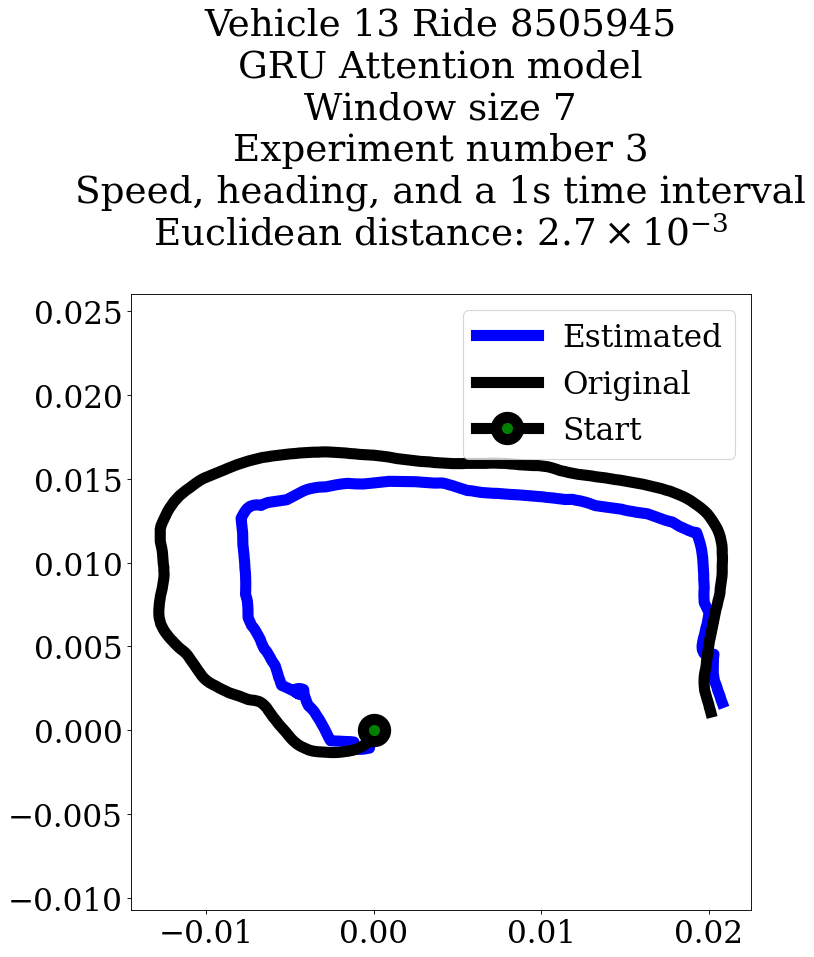 Vehicle 13 Ride 8505945
GRU Attention model
Window size 7
Experiment number 3
Speed, heading, and a 1s time interval
Euclidean distance: 2.7 × 10⁻³
Estimated
Original
Start
0.025
0.020
0.015
0.010
0.005
0.000
−0.005
−0.010
−0.01 0.00 0.01 0.02